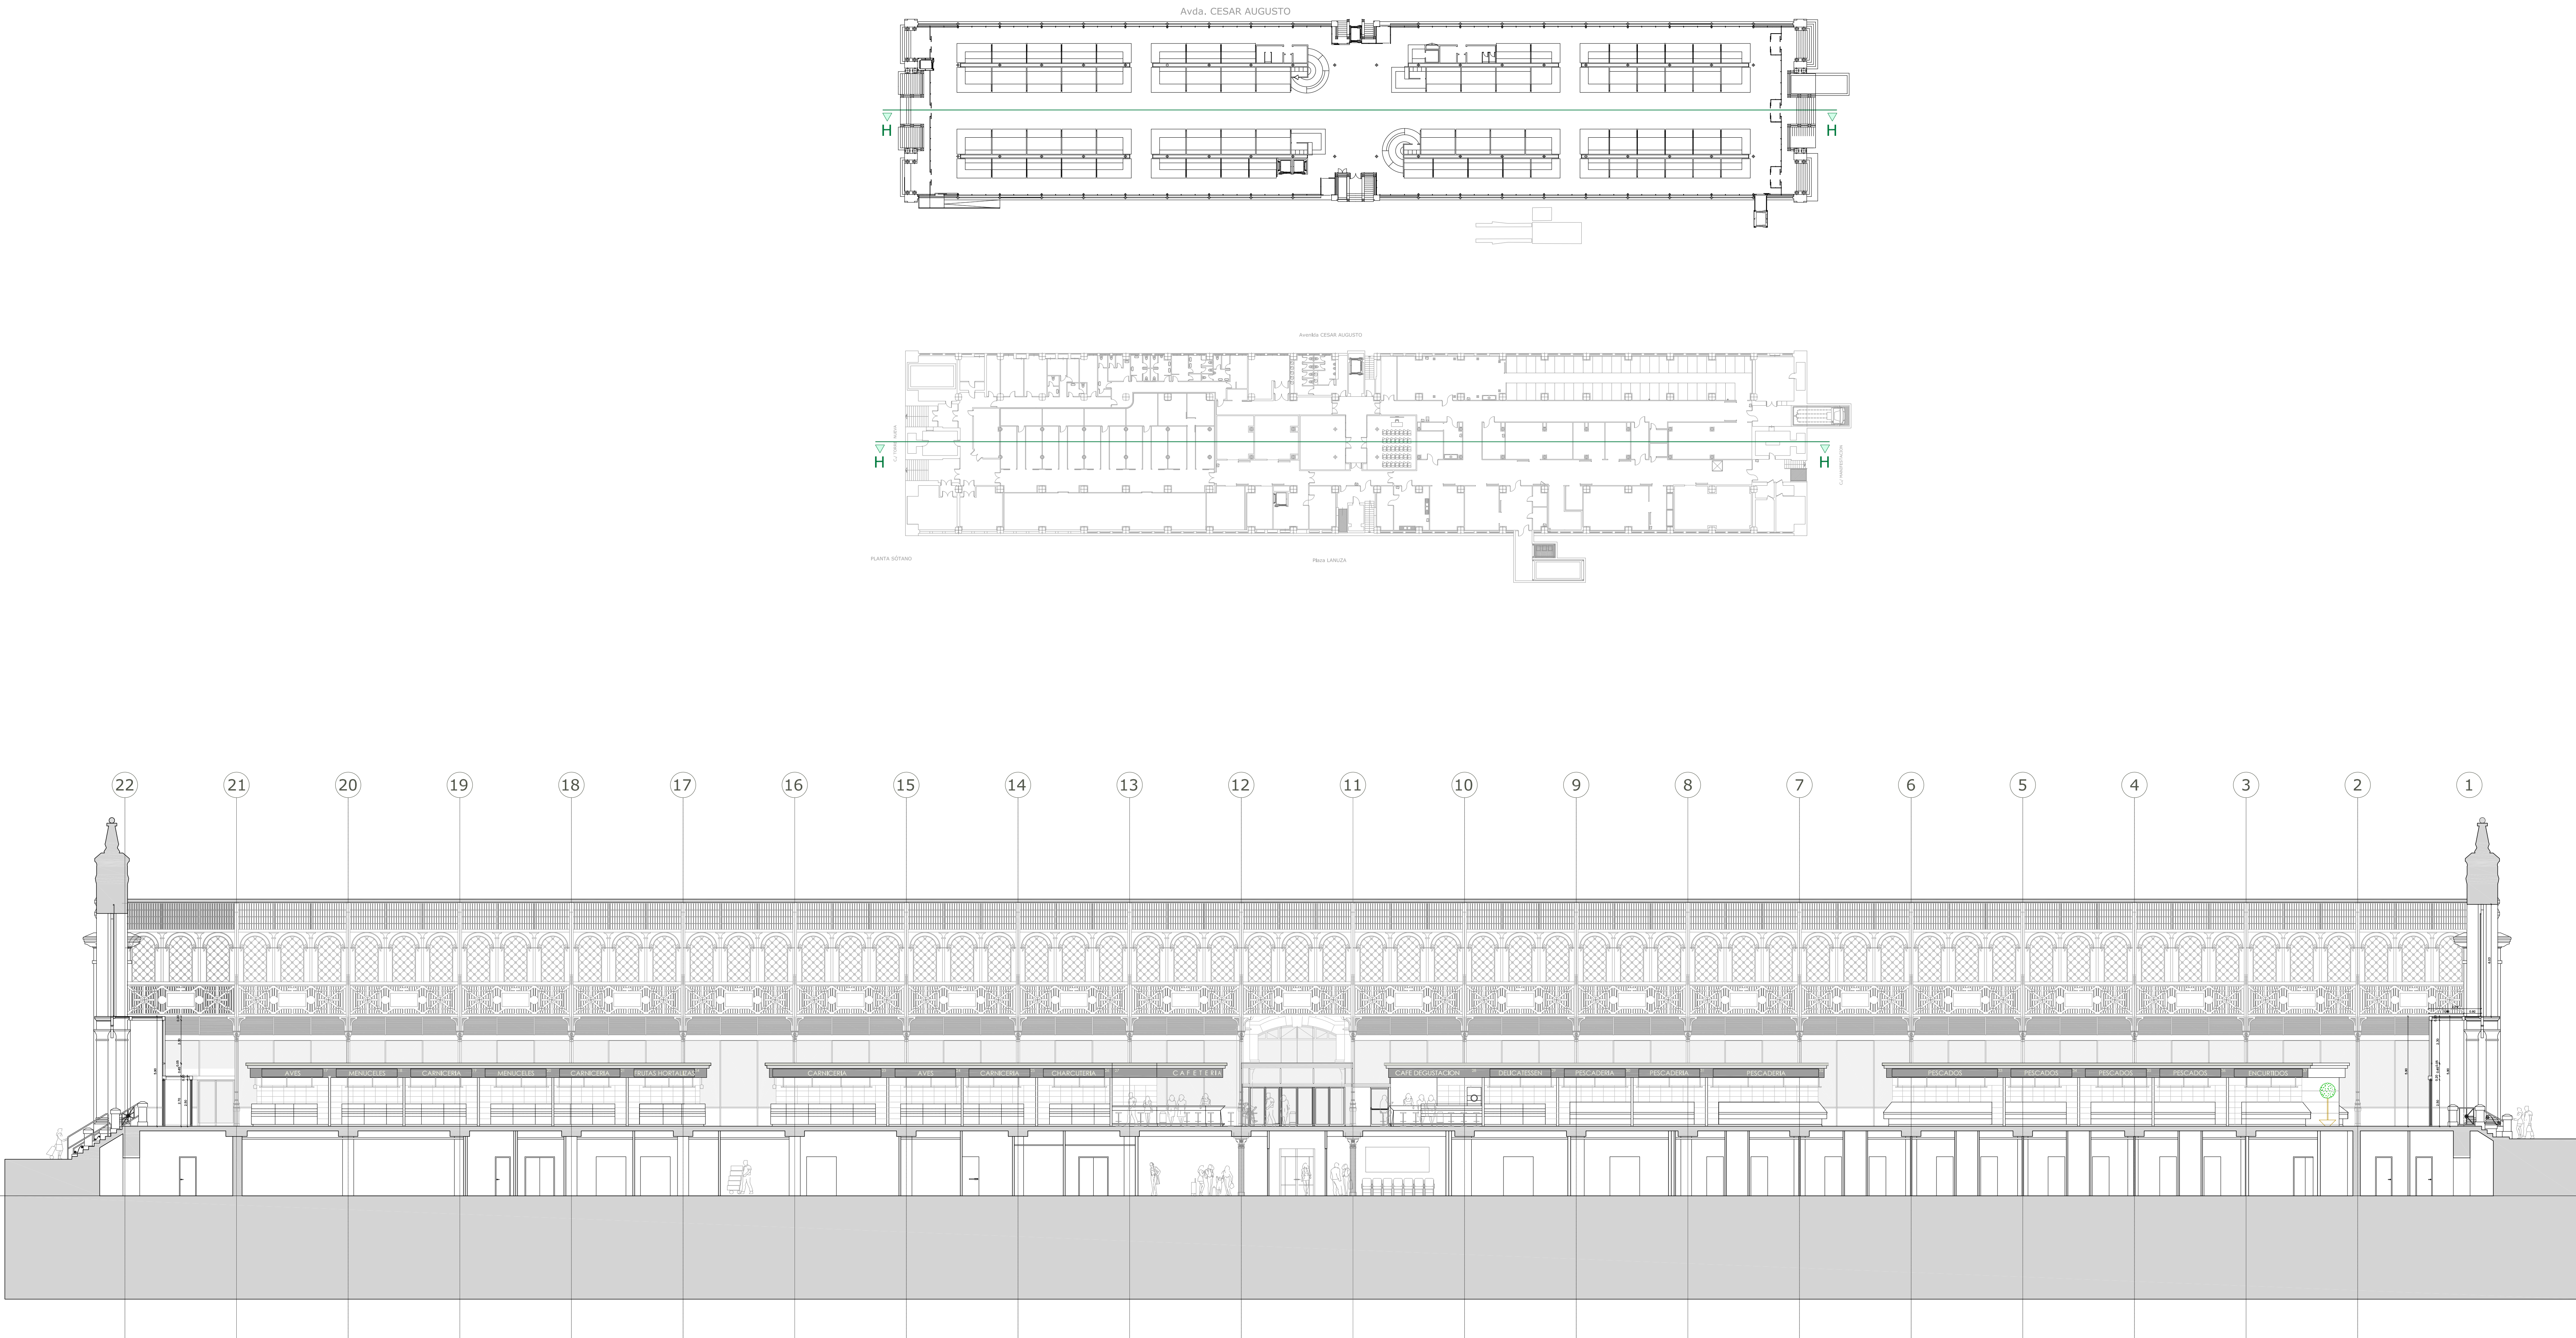 Avda. CESAR AUGUSTO
H
H
Avenida CESAR AUGUSTO
H
H
PLANTA SÓTANO
Plaza LANUZA
22 21 20 19 18 17 16 15 14 13 12 11 10 9 8 7 6 5 4 3 2 1
AVES MENUCELES CARNICERIA MENUCELES CARNICERIA FRUTAS HORTALIZAS CARNICERIA AVES CARNICERIA CHARCUTERIA CAFETERIA CAFE DEGUSTACION DELICATESSEN PESCADERIA PESCADERIA PESCADERIA PESCADOS PESCADOS PESCADOS PESCADOS ENCURTIDOS